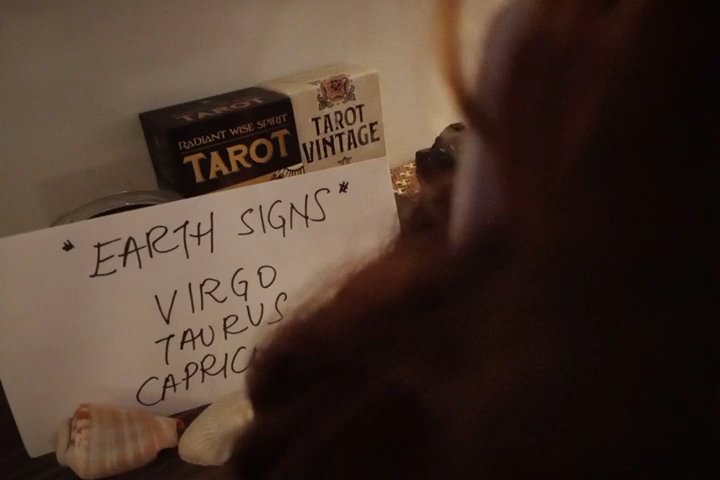 TAROT
RADIANT WISE SPIRIT
TAROT
TAROT
VINTAGE
* EARTH SIGNS *
VIRGO
TAURUS
CAPRIC